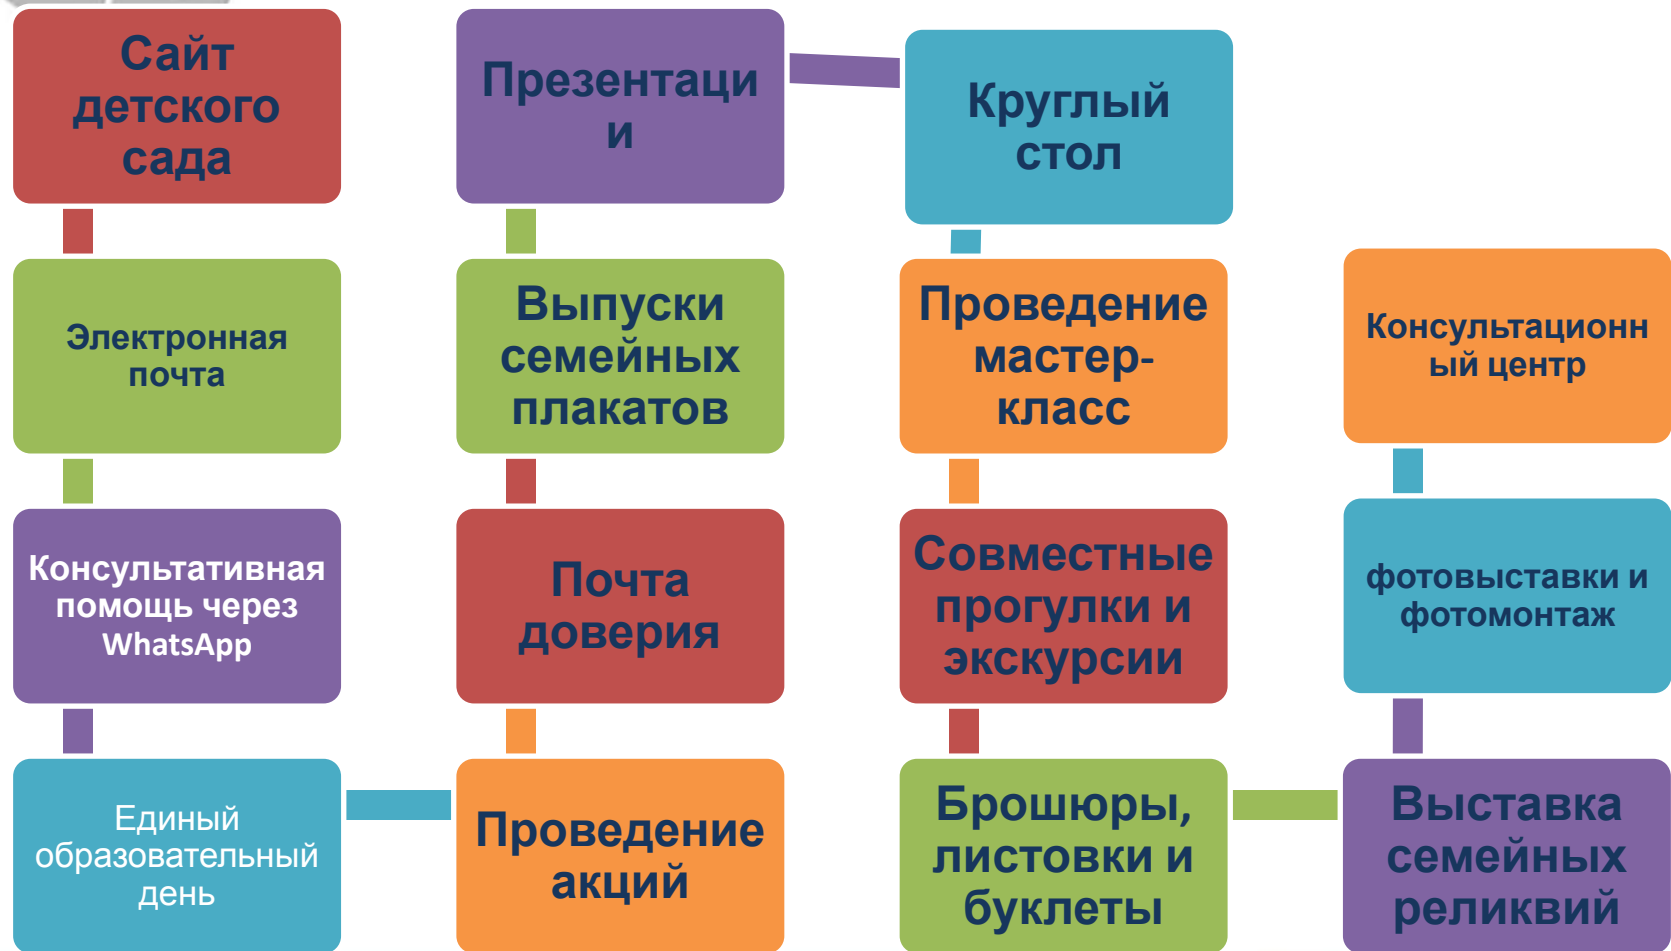 Сайт
детского
сада
Электронная
почта
Консультативная
помощь через
WhatsApp
Единый
образовательный
день
Проведение
акций
Почта
доверия
Выпуски
семейных
плакатов
Презентаци
и
Круглый
стол
Проведение
мастер-
класс
Совместные
прогулки и
экскурсии
Брошюры,
листовки и
буклеты
Выставка
семейных
реликвий
фотовыставки и
фотомонтаж
Консультационн
ый центр